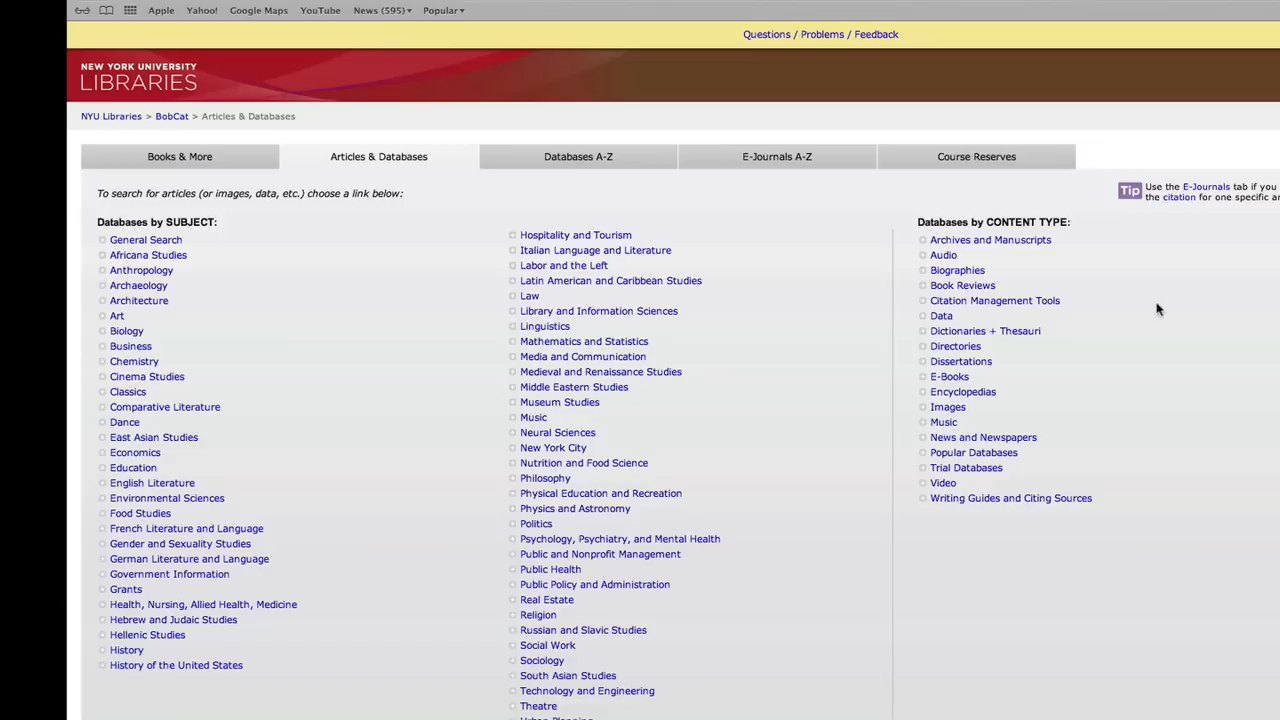 Apple Yahoo! Google Maps YouTube News (595) Popular
Questions / Problems / Feedback
NEW YORK UNIVERSITY
LIBRARIES
NYU Libraries > BobCat > Articles & Databases
Books & More
Articles & Databases
Databases A-Z
E-Journals A-Z
Course Reserves
To search for articles (or images, data, etc.) choose a link below:
Tip
Use the E-Journals tab if you
the citation for one specific
Databases by SUBJECT:
General Search
Africana Studies
Anthropology
Archaeology
Architecture
Art
Biology
Business
Chemistry
Cinema Studies
Classics
Comparative Literature
Dance
East Asian Studies
Economics
Education
English Literature
Environmental Sciences
Food Studies
French Literature and Language
Gender and Sexuality Studies
German Literature and Language
Government Information
Grants
Health, Nursing, Allied Health, Medicine
Hebrew and Judaic Studies
Hellenic Studies
History
History of the United States
Hospitality and Tourism
Italian Language and Literature
Labor and the Left
Latin American and Caribbean Studies
Law
Library and Information Sciences
Linguistics
Mathematics and Statistics
Media and Communication
Medieval and Renaissance Studies
Middle Eastern Studies
Museum Studies
Music
Neural Sciences
New York City
Nutrition and Food Science
Philosophy
Physical Education and Recreation
Physics and Astronomy
Politics
Psychology, Psychiatry, and Mental Health
Public and Nonprofit Management
Public Health
Public Policy and Administration
Real Estate
Religion
Russian and Slavic Studies
Social Work
Sociology
South Asian Studies
Technology and Engineering
Theatre
Databases by CONTENT TYPE:
Archives and Manuscripts
Audio
Biographies
Book Reviews
Citation Management Tools
Data
Dictionaries + Thesauri
Directories
Dissertations
E-Books
Encyclopedias
Images
Music
News and Newspapers
Popular Databases
Trial Databases
Video
Writing Guides and Citing Sources